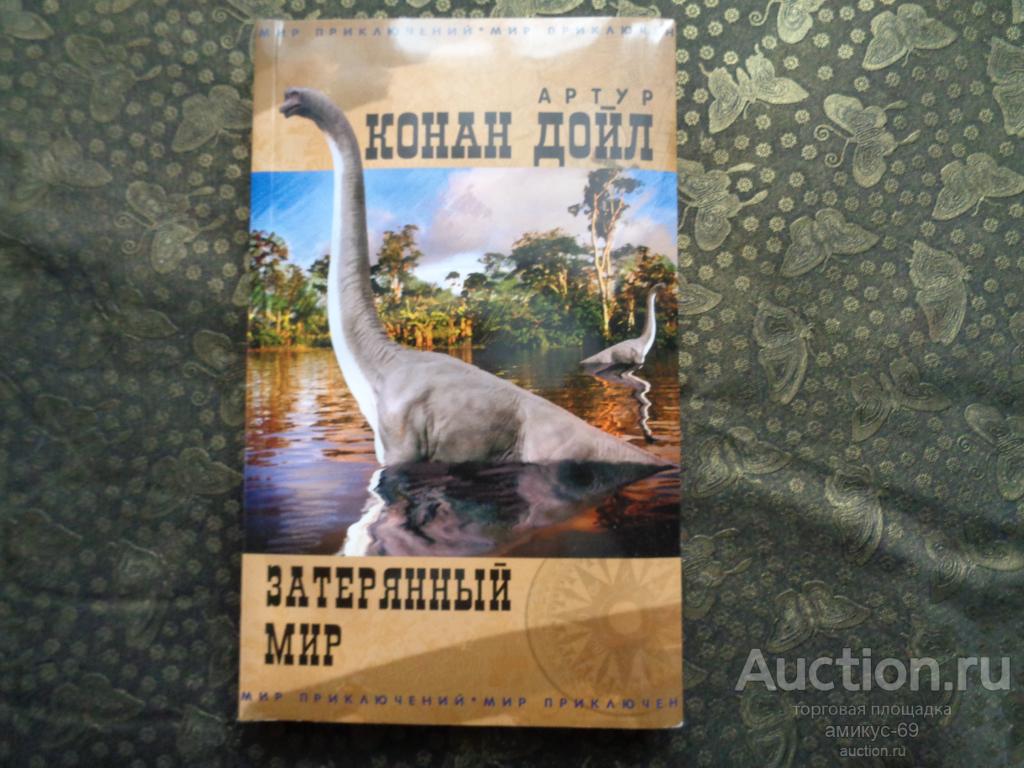 МИР ПРИКЛЮЧЕНИЙ * МИР ПРИКЛЮЧЕН
АРТУР
КОНАН ДОЙЛ
ЗАТЕРЯННЫЙ
МИР
МИР ПРИКЛЮЧЕНИЙ * МИР ПРИКЛЮЧЕН
Auction.ru
торговая площадка
амикус-69
auction.ru